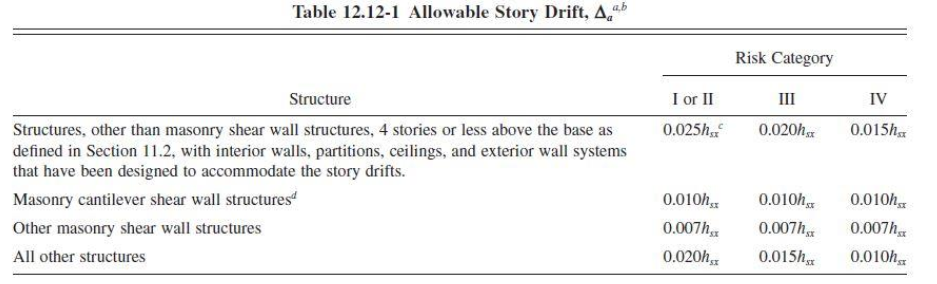 Table 12.12-1 Allowable Story Drift, Δₐᵃ,ᵇ
Risk Category
Structure I or II III IV
Structures, other than masonry shear wall structures, 4 stories or less above the base as 0.025hₛₓᶜ 0.020hₛₓ 0.015hₛₓ
defined in Section 11.2, with interior walls, partitions, ceilings, and exterior wall systems
that have been designed to accommodate the story drifts.
Masonry cantilever shear wall structuresᵈ 0.010hₛₓ 0.010hₛₓ 0.010hₛₓ
Other masonry shear wall structures 0.007hₛₓ 0.007hₛₓ 0.007hₛₓ
All other structures 0.020hₛₓ 0.015hₛₓ 0.010hₛₓ